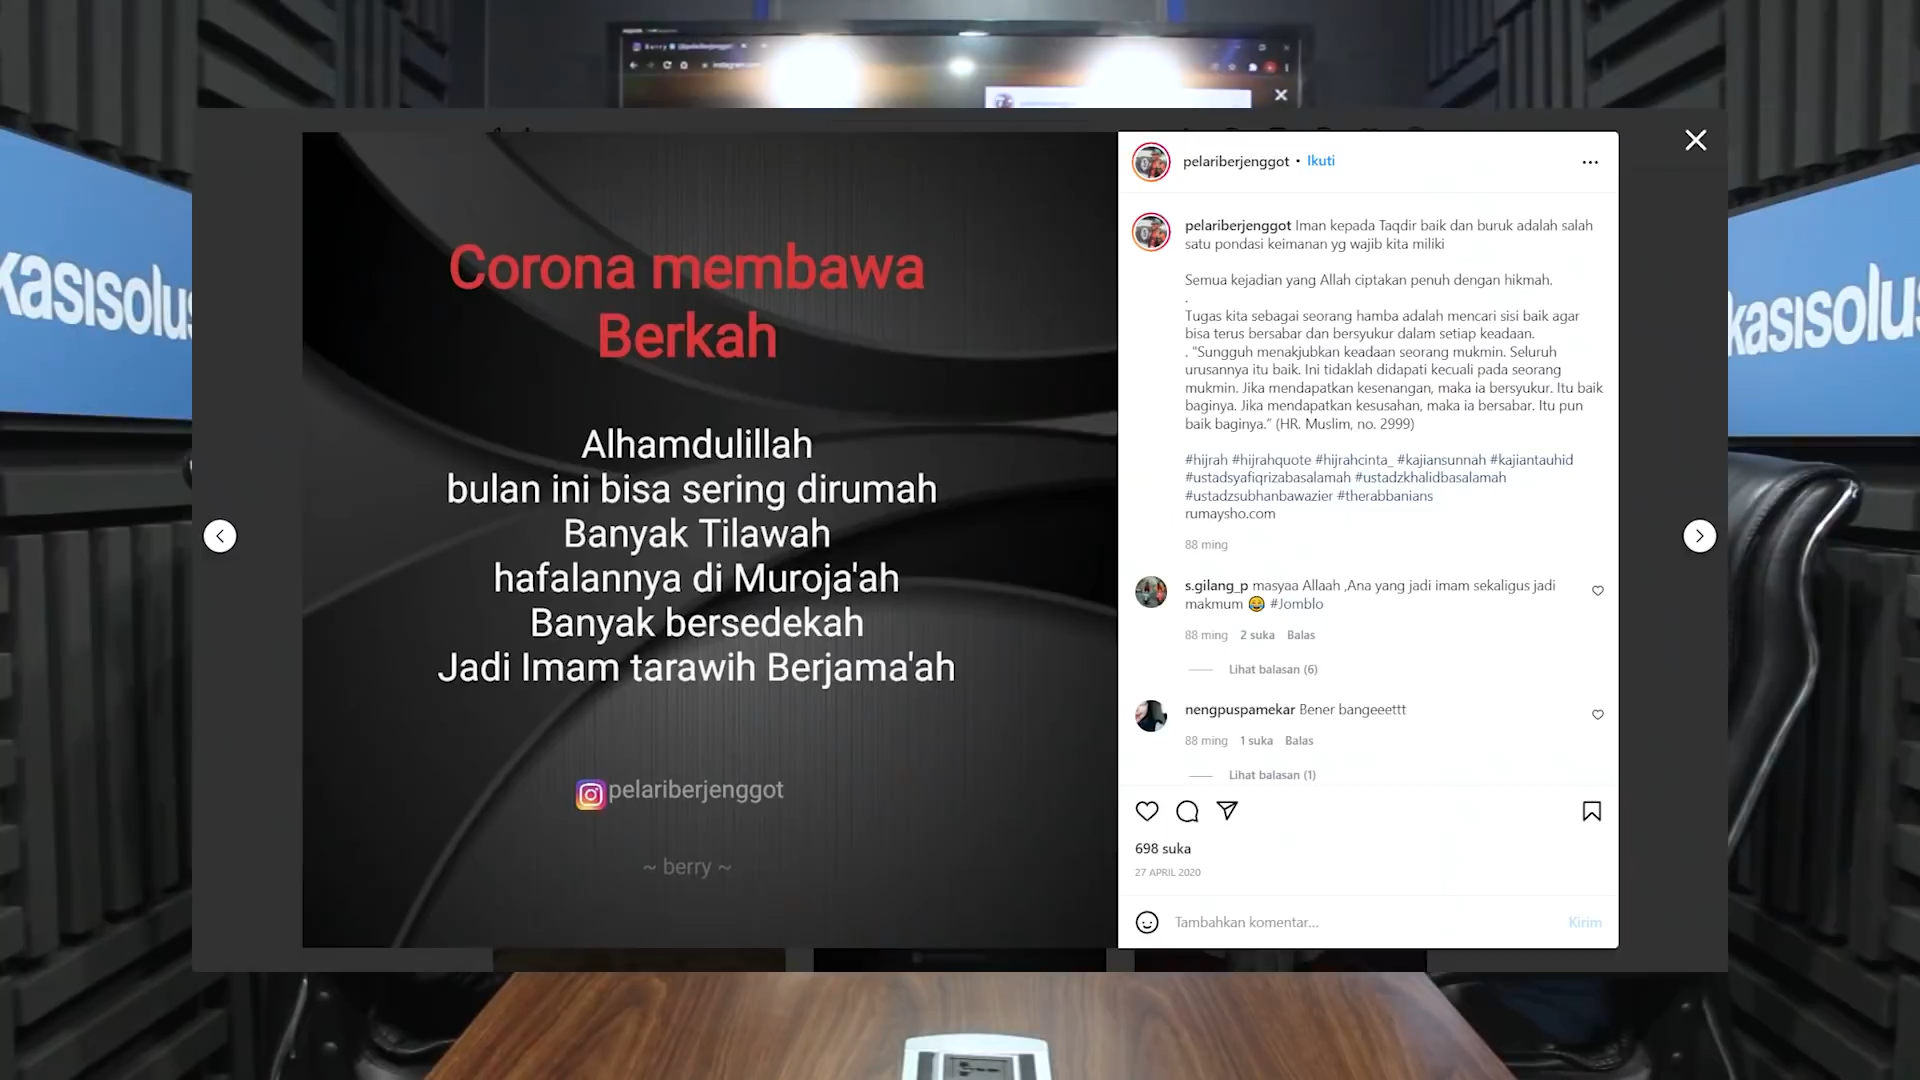 instagram.com
kasisolus
kasisolu
Corona membawa
Berkah
Alhamdulillah
bulan ini bisa sering dirumah
Banyak Tilawah
hafalannya di Muroja'ah
Banyak bersedekah
Jadi Imam tarawih Berjama'ah
pelariberjenggot
~ berry ~
pelariberjenggot • Ikuti
pelariberjenggot Iman kepada Taqdir baik dan buruk adalah salah
satu pondasi keimanan yg wajib kita miliki
Semua kejadian yang Allah ciptakan penuh dengan hikmah.
.
Tugas kita sebagai seorang hamba adalah mencari sisi baik agar
bisa terus bersabar dan bersyukur dalam setiap keadaan.
. "Sungguh menakjubkan keadaan seorang mukmin. Seluruh
urusannya itu baik. Ini tidaklah didapati kecuali pada seorang
mukmin. Jika mendapatkan kesenangan, maka ia bersyukur. Itu baik
baginya. Jika mendapatkan kesusahan, maka ia bersabar. Itu pun
baik baginya.” (HR. Muslim, no. 2999)
#hijrah #hijrahquote #hijrahcinta_ #kajiansunnah #kajiantauhid
#ustadsyafiqrizabasalamah #ustadzkhalidbasalamah
#ustadzsubhanbawazier #therabbanians
rumaysho.com
88 ming
s.gilang_p masyaa Allaah ,Ana yang jadi imam sekaligus jadi
makmum 😂 #Jomblo
88 ming 2 suka Balas
Lihat balasan (6)
nengpuspamekar Bener bangeeettt
88 ming 1 suka Balas
Lihat balasan (1)
698 suka
27 APRIL 2020
Tambahkan komentar... Kirim